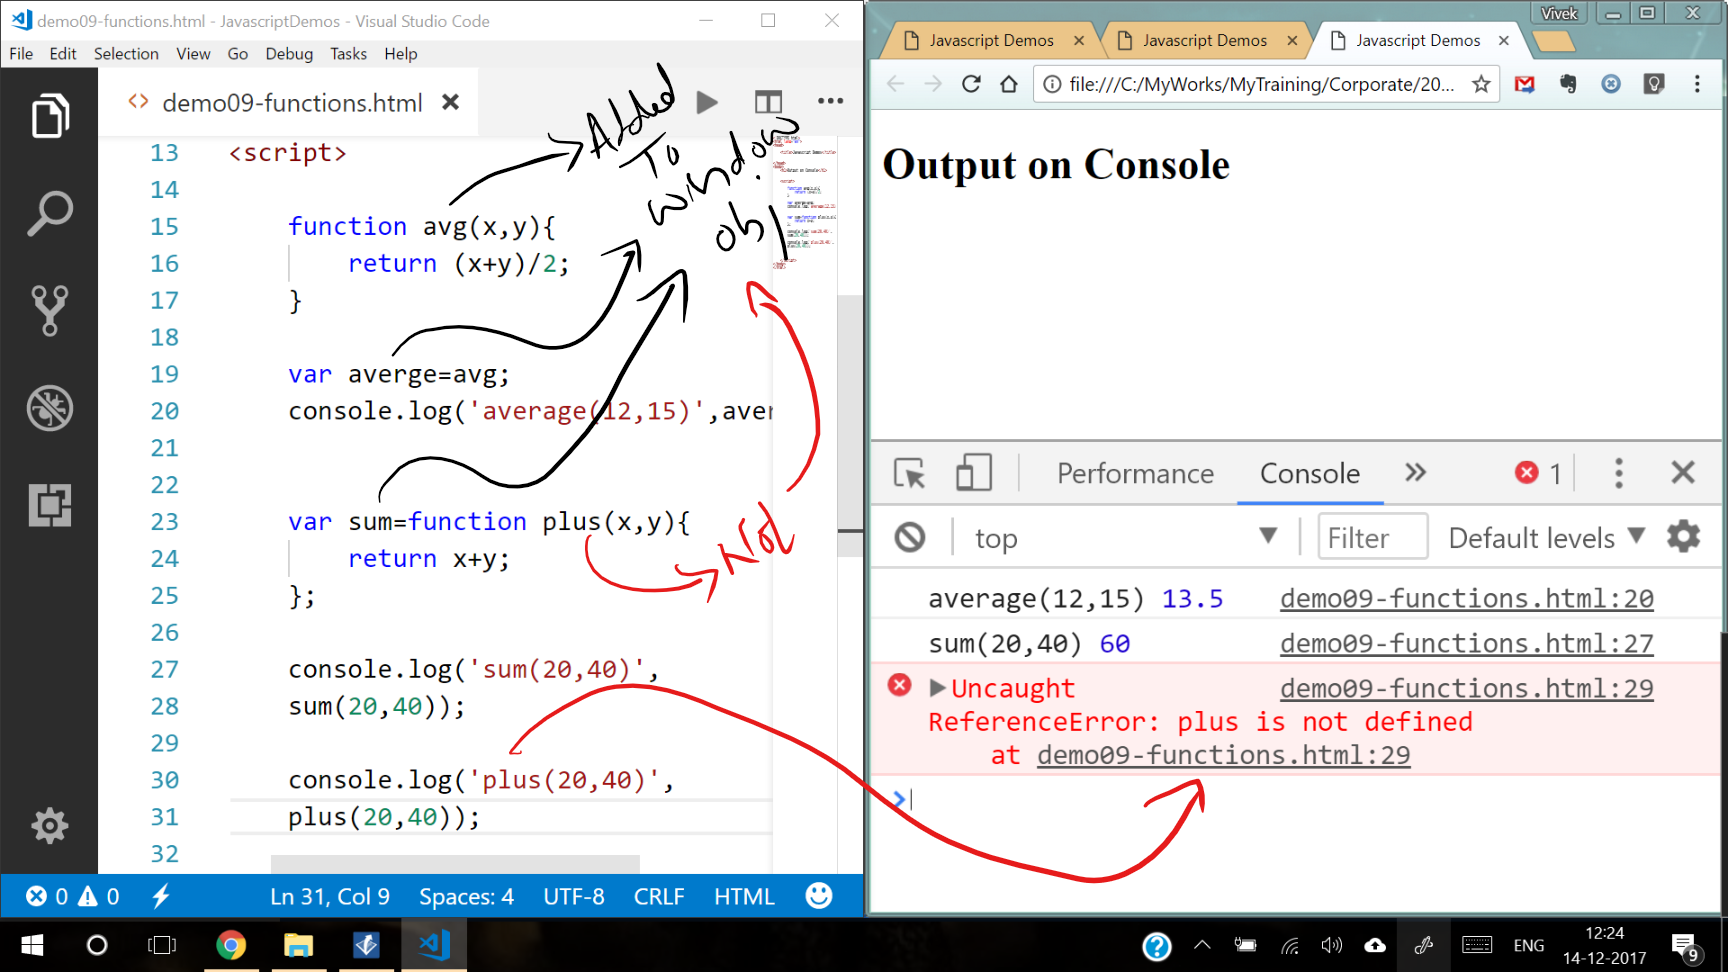 demo09-functions.html - JavascriptDemos - Visual Studio Code
File Edit Selection View Go Debug Tasks Help
demo09-functions.html
13 <script>
14
15 function avg(x,y){
16 return (x+y)/2;
17 }
18
19 var averge=avg;
20 console.log('average(12,15)',aver
21
22
23 var sum=function plus(x,y){
24 return x+y;
25 };
26
27 console.log('sum(20,40)',
28 sum(20,40));
29
30 console.log('plus(20,40)',
31 plus(20,40));
32
Added
To
window
obj
Not
0 0 Ln 31, Col 9 Spaces: 4 UTF-8 CRLF HTML
Vivek
Javascript Demos Javascript Demos Javascript Demos
file:///C:/MyWorks/MyTraining/Corporate/20...
Output on Console
Performance Console 1
top Filter Default levels
average(12,15) 13.5 demo09-functions.html:20
sum(20,40) 60 demo09-functions.html:27
Uncaught demo09-functions.html:29
ReferenceError: plus is not defined
at demo09-functions.html:29
ENG
12:24
14-12-2017
9